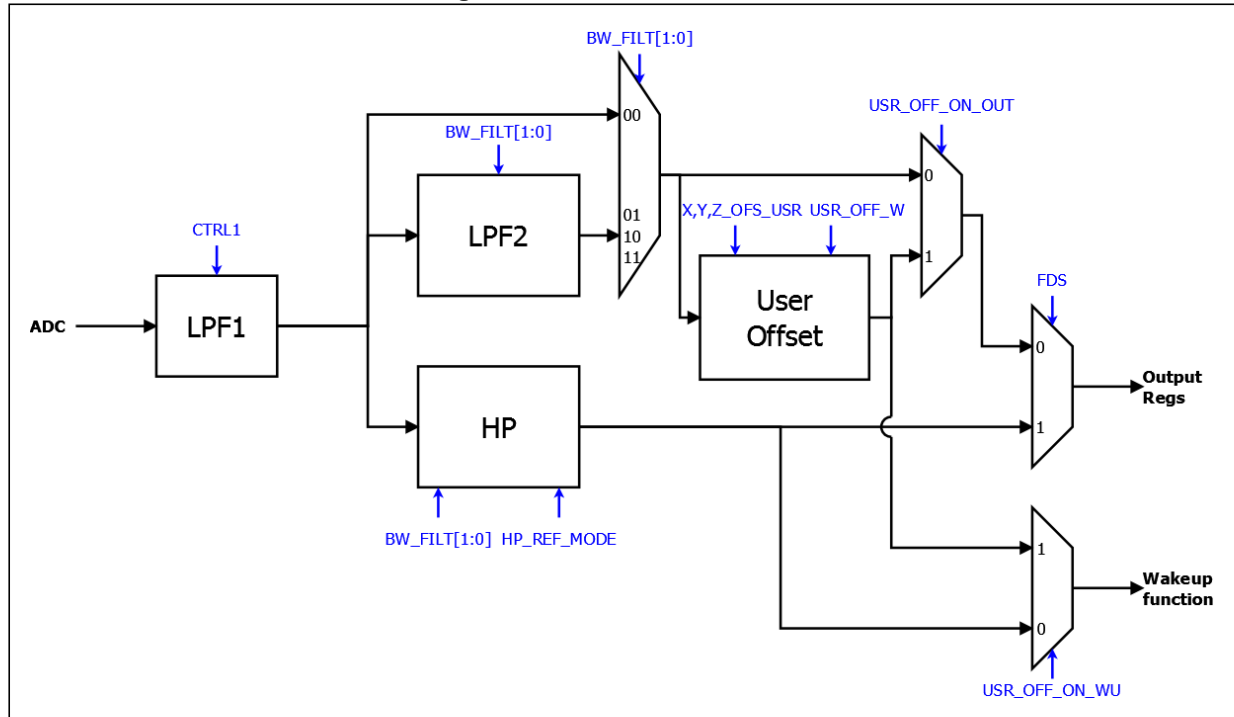 BW_FILT[1:0]
00
01
10
11
USR_OFF_ON_OUT
0
1
BW_FILT[1:0]
LPF2
X,Y,Z_OFS_USR USR_OFF_W
User
Offset
CTRL1
ADC
LPF1
FDS
0
1
Output
Regs
HP
BW_FILT[1:0] HP_REF_MODE
1
0
Wakeup
function
USR_OFF_ON_WU